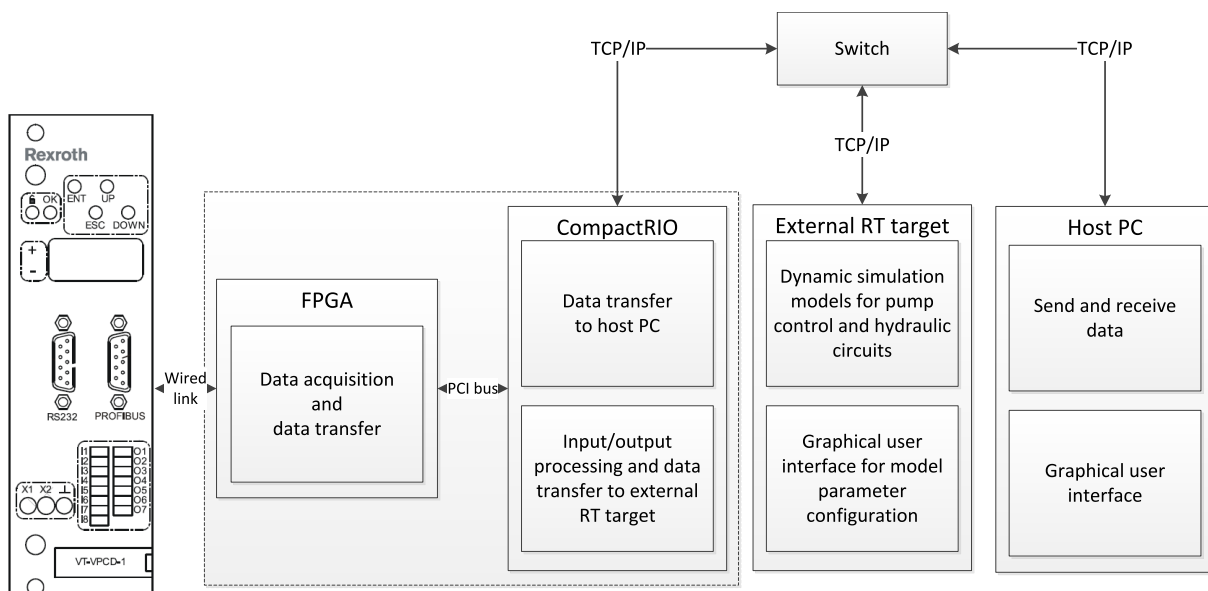 TCP/IP
Switch
TCP/IP
TCP/IP
Rexroth
OK
ENT
UP
ESC
DOWN
+
-
RS232
PROFIBUS
I1
I2
I3
I4
I5
I6
I7
I8
O1
O2
O3
O4
O5
O6
O7
X1 X2 ⊥
VT-VPCD-1
Wired
link
FPGA
Data acquisition
and
data transfer
PCI bus
CompactRIO
Data transfer
to host PC
Input/output
processing and data
transfer to external
RT target
External RT target
Dynamic simulation
models for pump
control and hydraulic
circuits
Graphical user
interface for model
parameter
configuration
Host PC
Send and receive
data
Graphical user
interface